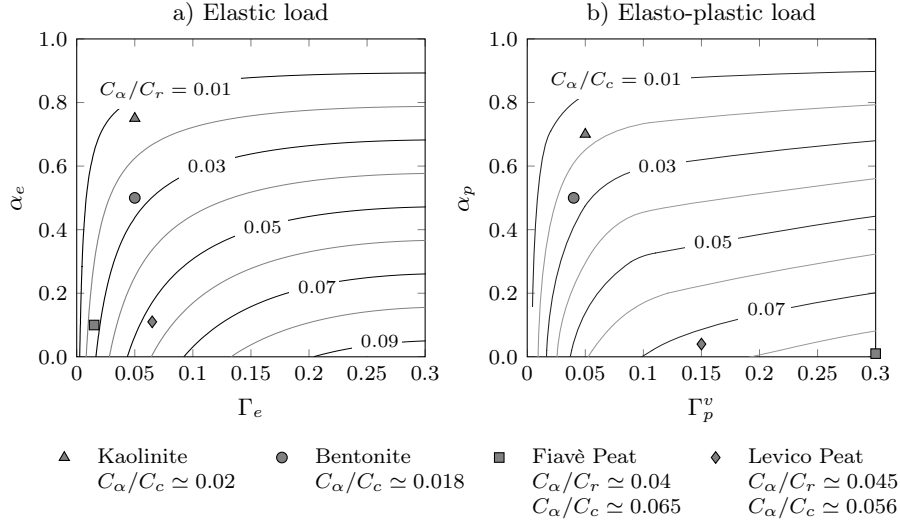 a) Elastic load
b) Elasto-plastic load
1.0
0.8
0.6
0.4
0.2
0.0
α_e
C_α/C_r = 0.01
0.03
0.05
0.07
0.09
0 0.05 0.1 0.15 0.2 0.25 0.3
Γ_e
1.0
0.8
0.6
0.4
0.2
0.0
α_p
C_α/C_c = 0.01
0.03
0.05
0.07
0 0.05 0.1 0.15 0.2 0.25 0.3
Γ_p^v
Kaolinite
C_α/C_c ≃ 0.02
Bentonite
C_α/C_c ≃ 0.018
Fiavè Peat
C_α/C_r ≃ 0.04
C_α/C_c ≃ 0.065
Levico Peat
C_α/C_r ≃ 0.045
C_α/C_c ≃ 0.056